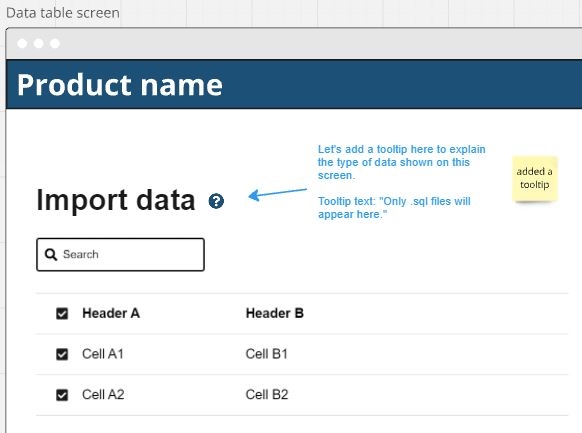 Data table screen
Product name
Let's add a tooltip here to explain
the type of data shown on this
screen.
Tooltip text: "Only .sql files will
appear here."
added a
tooltip
Import data ?
Search
Header A Header B
Cell A1 Cell B1
Cell A2 Cell B2